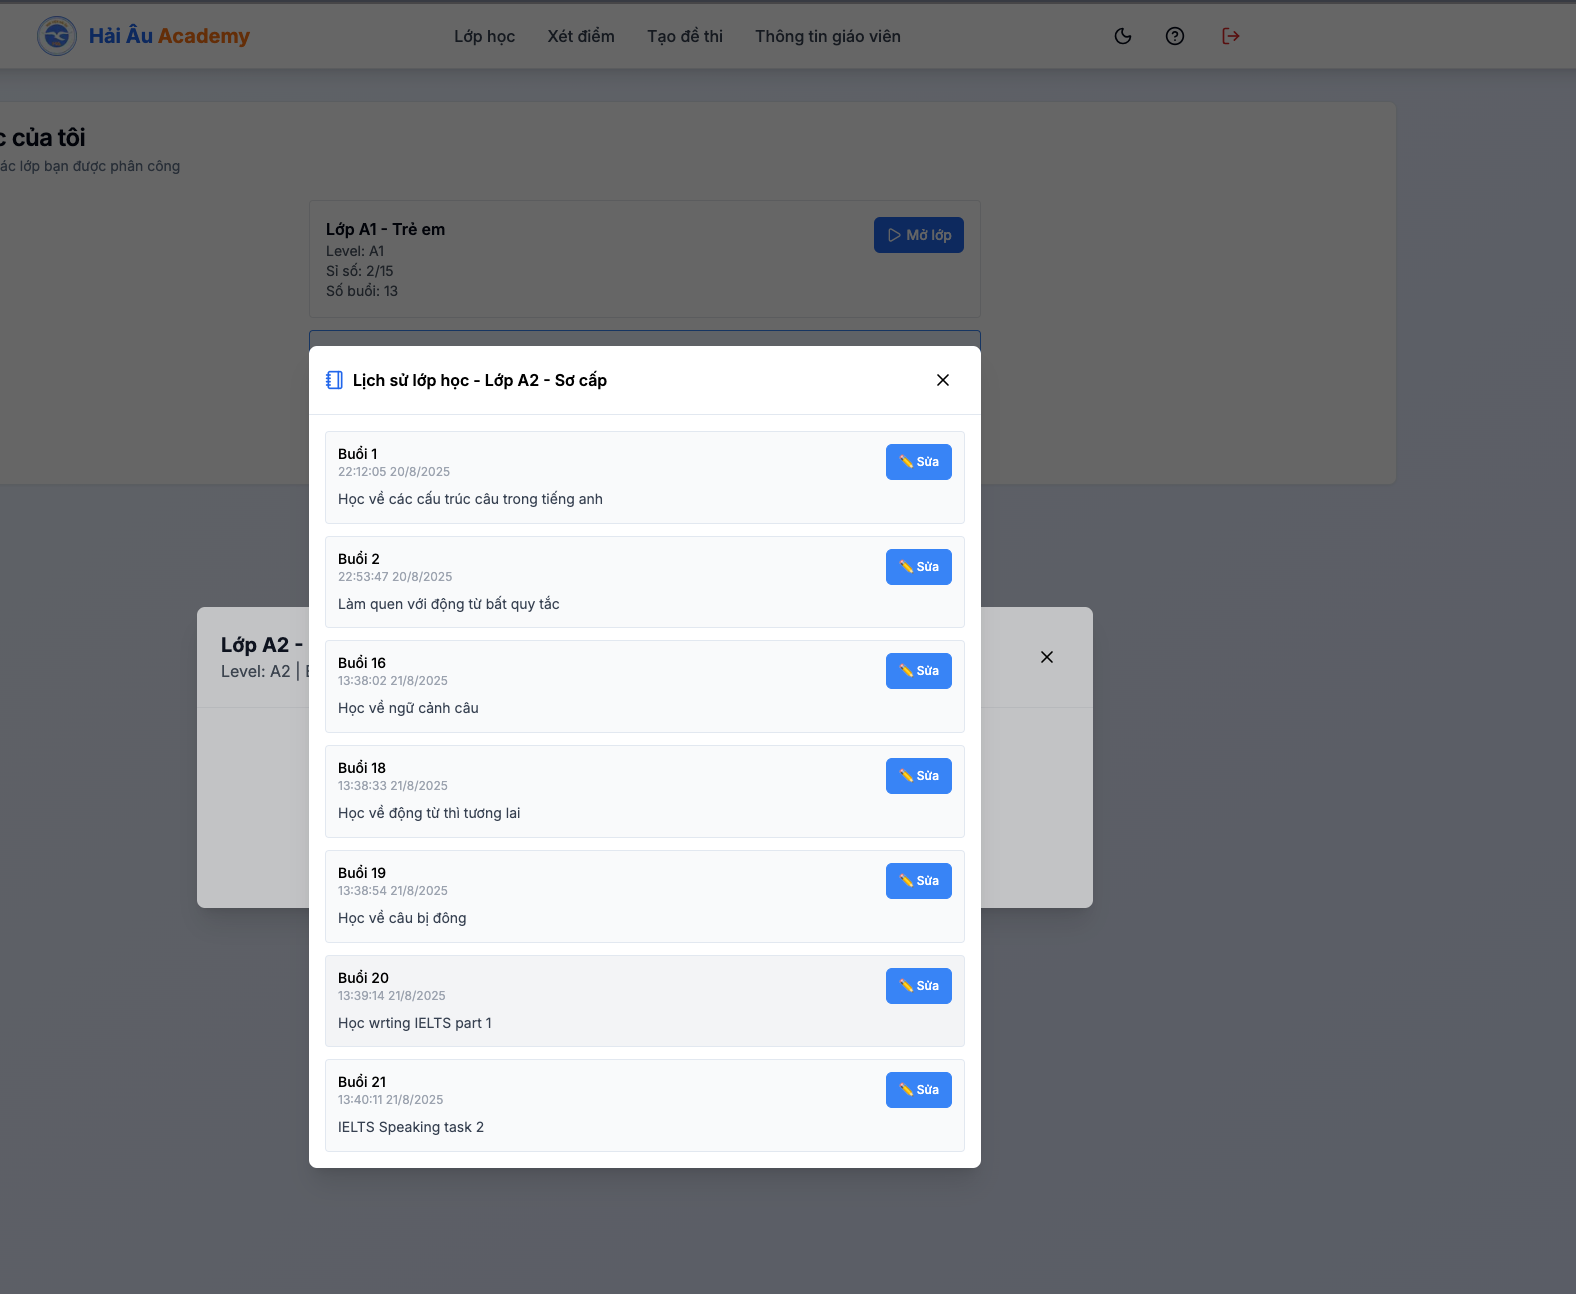 Hải Âu Academy
Lớp học
Xét điểm
Tạo đề thi
Thông tin giáo viên
c của tôi
ác lớp bạn được phân công
Lớp A1 - Trẻ em
Level: A1
Sĩ số: 2/15
Số buổi: 13
Mở lớp
Lịch sử lớp học - Lớp A2 - Sơ cấp
Buổi 1
22:12:05 20/8/2025
Học về các cấu trúc câu trong tiếng anh
Sửa
Buổi 2
22:53:47 20/8/2025
Làm quen với động từ bất quy tắc
Sửa
Buổi 16
13:38:02 21/8/2025
Học về ngữ cảnh câu
Sửa
Buổi 18
13:38:33 21/8/2025
Học về động từ thì tương lai
Sửa
Buổi 19
13:38:54 21/8/2025
Học về câu bị đông
Sửa
Buổi 20
13:39:14 21/8/2025
Học wrting IELTS part 1
Sửa
Buổi 21
13:40:11 21/8/2025
IELTS Speaking task 2
Sửa
Lớp A2 -
Level: A2 |